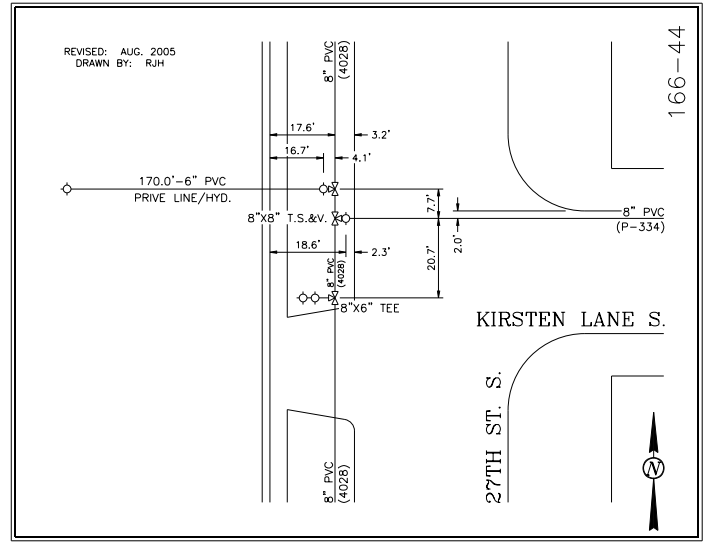 REVISED: AUG. 2005
DRAWN BY: RJH
166-44
8" PVC
(4028)
17.6'
3.2'
16.7'
4.1'
170.0'-6" PVC
PRIVE LINE/HYD.
7.7'
8" PVC
(P-334)
2.0'
8"X8" T.S.&V.
18.6'
2.3'
20.7'
8" PVC
(4028)
8"X6" TEE
KIRSTEN LANE S.
27TH ST. S.
8" PVC
(4028)
N